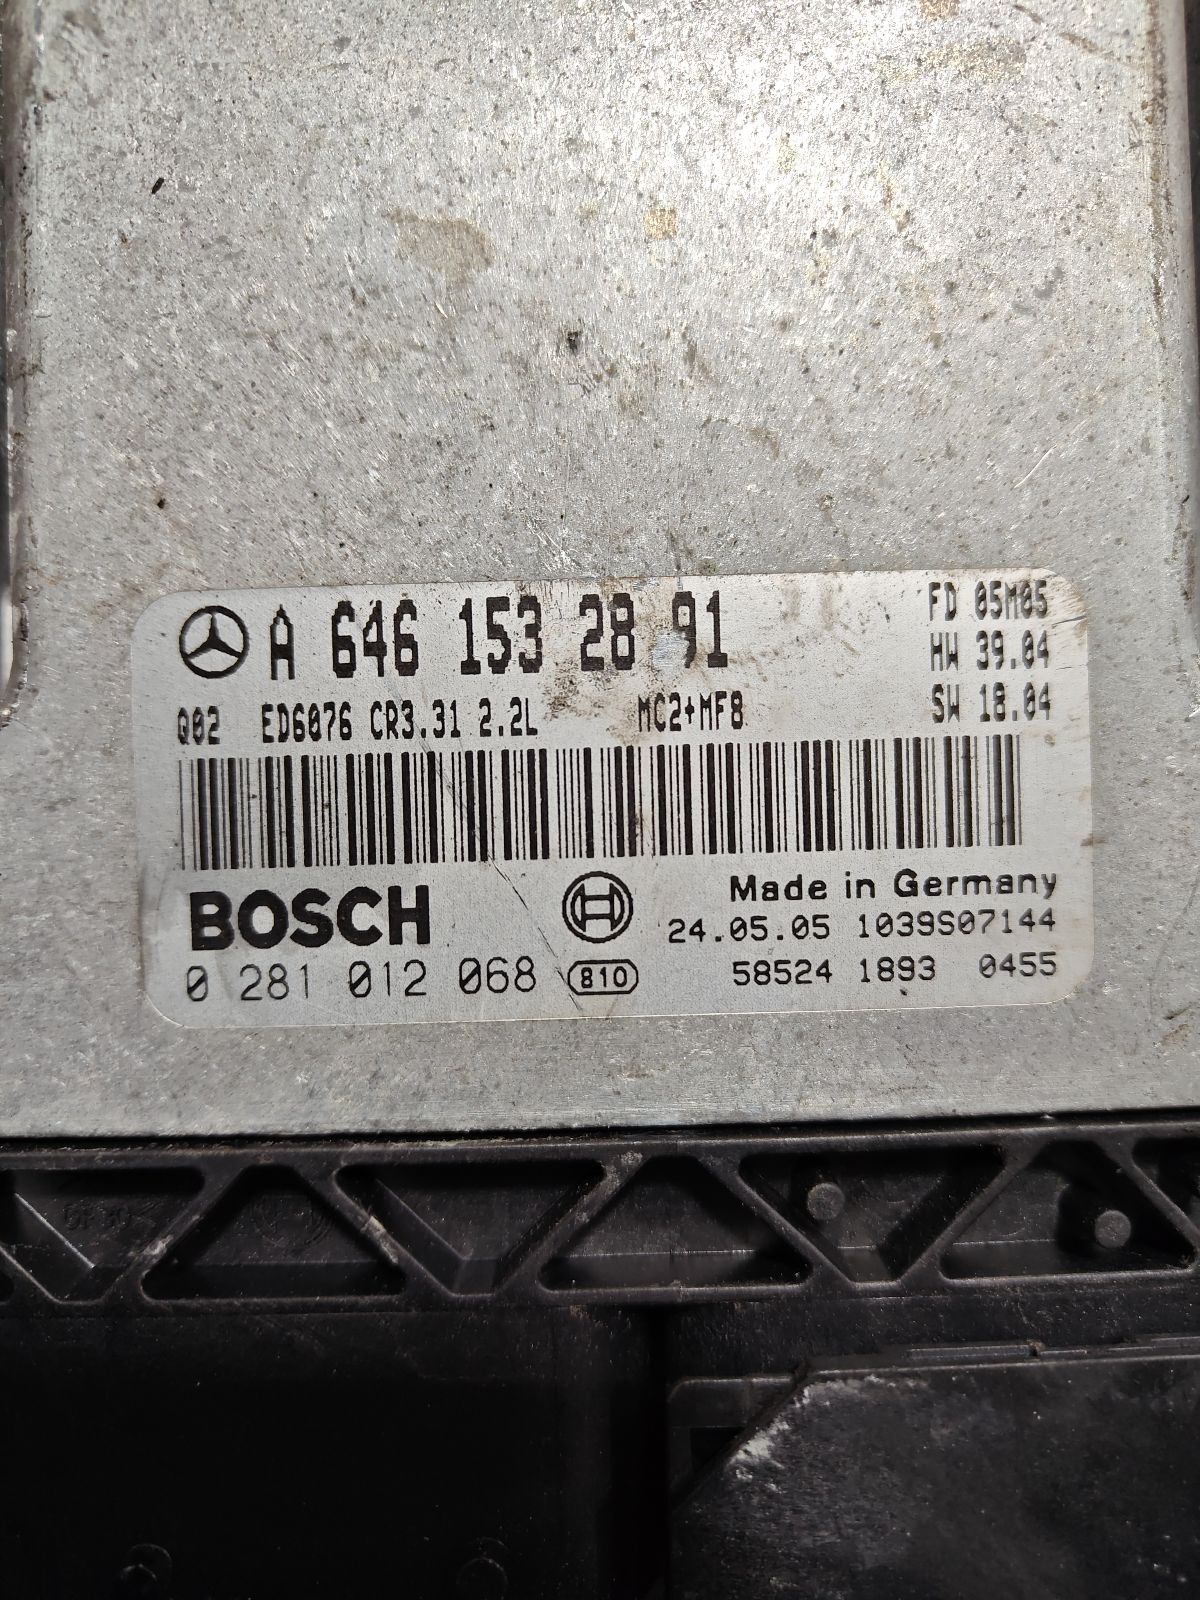 A 646 153 28 91
FD 05M05
HW 39.04
Q02 ED6076 CR3.31 2.2L MC2+MF8
SW 18.04
BOSCH
Made in Germany
24.05.05 1039S07144
0 281 012 068 810
58524 1893 0455